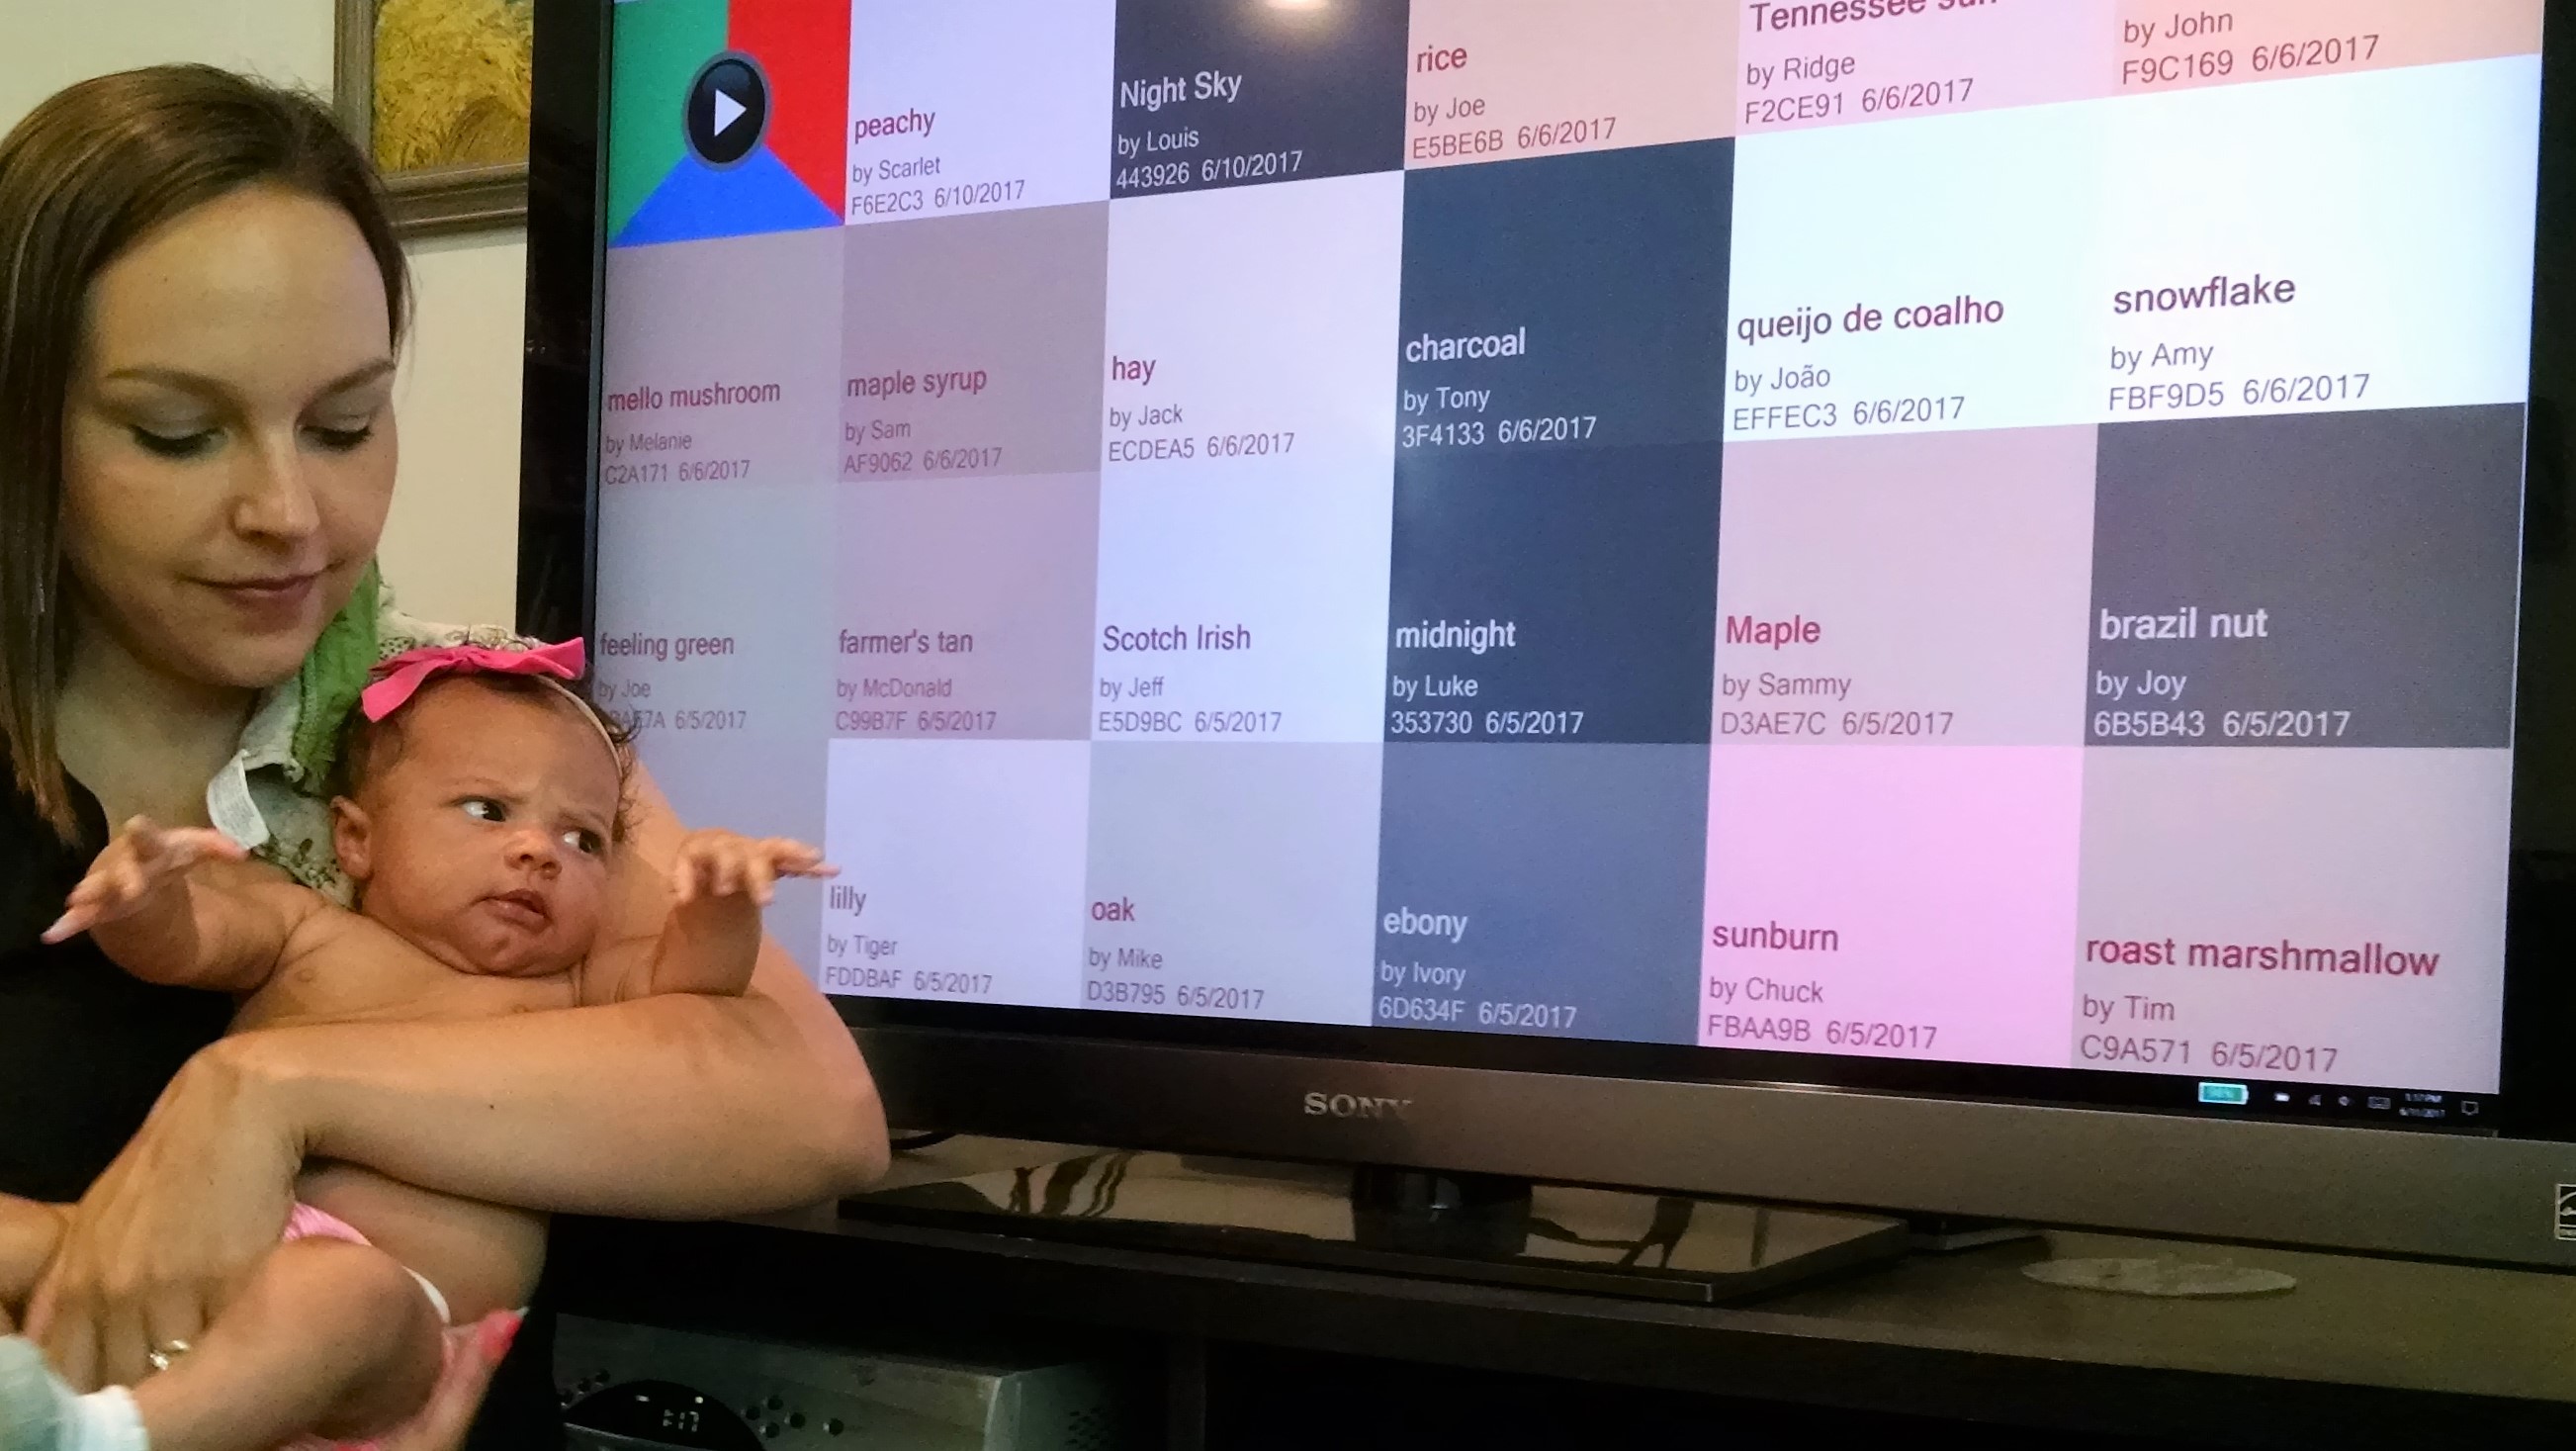 peachy
by Scarlet
F6E2C3 6/10/2017
Night Sky
by Louis
443926 6/10/2017
rice
by Joe
E5BE6B 6/6/2017
Tennessee
by Ridge
F2CE91 6/6/2017
by John
F9C169 6/6/2017
mello mushroom
by Melanie
C2A171 6/6/2017
maple syrup
by Sam
AF9062 6/6/2017
hay
by Jack
ECDEA5 6/6/2017
charcoal
by Tony
3F4133 6/6/2017
queijo de coalho
by João
EFFEC3 6/6/2017
snowflake
by Amy
FBF9D5 6/6/2017
feeling green
by Joe
6/5/2017
farmer's tan
by McDonald
C99B7F 6/5/2017
Scotch Irish
by Jeff
E5D9BC 6/5/2017
midnight
by Luke
353730 6/5/2017
Maple
by Sammy
D3AE7C 6/5/2017
brazil nut
by Joy
6B5B43 6/5/2017
lilly
by Tiger
FDDBAF 6/5/2017
oak
by Mike
D3B795 6/5/2017
ebony
by Ivory
6D634F 6/5/2017
sunburn
by Chuck
FBAA9B 6/5/2017
roast marshmallow
by Tim
C9A571 6/5/2017
SONY